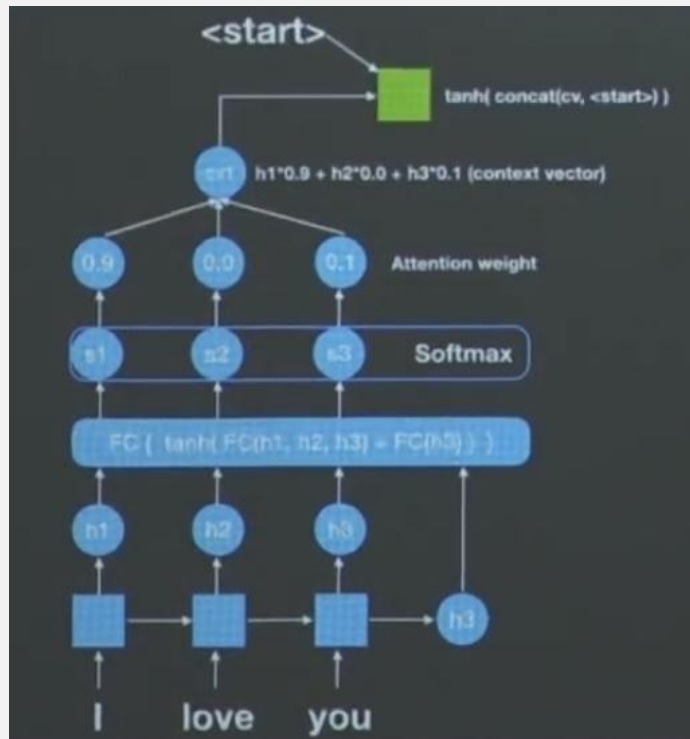 <start>
tanh( concat(cv, <start>) )
cv1 h1*0.9 + h2*0.0 + h3*0.1 (context vector)
0.9 0.0 0.1 Attention weight
s1 s2 s3 Softmax
FC ( tanh( FC(h1, h2, h3) + FC(h3) ) )
h1 h2 h3
h3
I love you